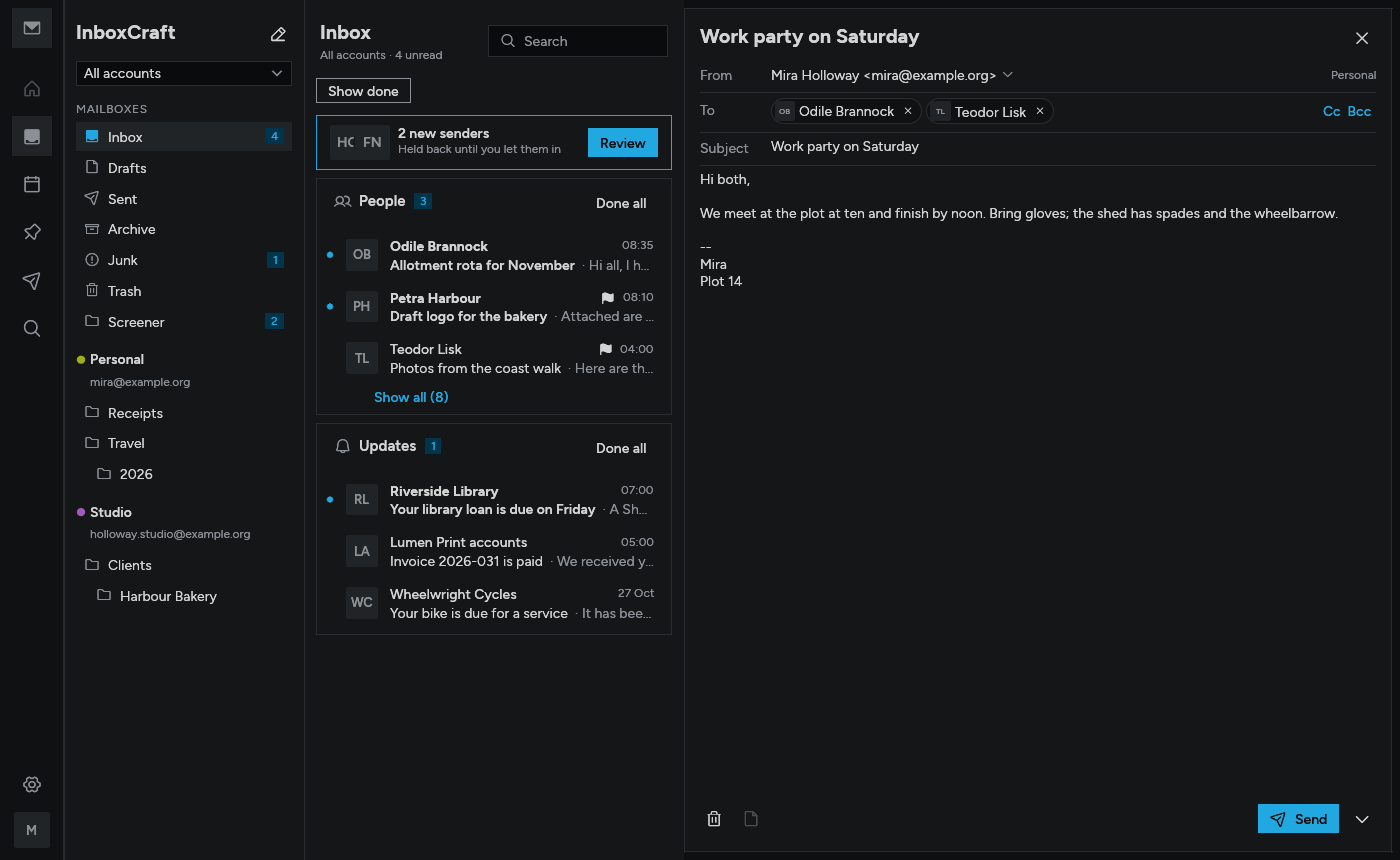 InboxCraft
All accounts
MAILBOXES
Inbox 4
Drafts
Sent
Archive
Junk 1
Trash
Screener 2
Personal
mira@example.org
Receipts
Travel
2026
Studio
holloway.studio@example.org
Clients
Harbour Bakery
M
Inbox
All accounts · 4 unread
Search
Show done
HC FN
2 new senders
Held back until you let them in
Review
People 3
Done all
OB
Odile Brannock 08:35
Allotment rota for November · Hi all, I h...
PH
Petra Harbour 08:10
Draft logo for the bakery · Attached are ...
TL
Teodor Lisk 04:00
Photos from the coast walk · Here are th...
Show all (8)
Updates 1
Done all
RL
Riverside Library 07:00
Your library loan is due on Friday · A Sh...
LA
Lumen Print accounts 05:00
Invoice 2026-031 is paid · We received y...
WC
Wheelwright Cycles 27 Oct
Your bike is due for a service · It has bee...
Work party on Saturday
From Mira Holloway <mira@example.org> Personal
To OB Odile Brannock × TL Teodor Lisk × Cc Bcc
Subject Work party on Saturday
Hi both,
We meet at the plot at ten and finish by noon. Bring gloves; the shed has spades and the wheelbarrow.
--
Mira
Plot 14
Send